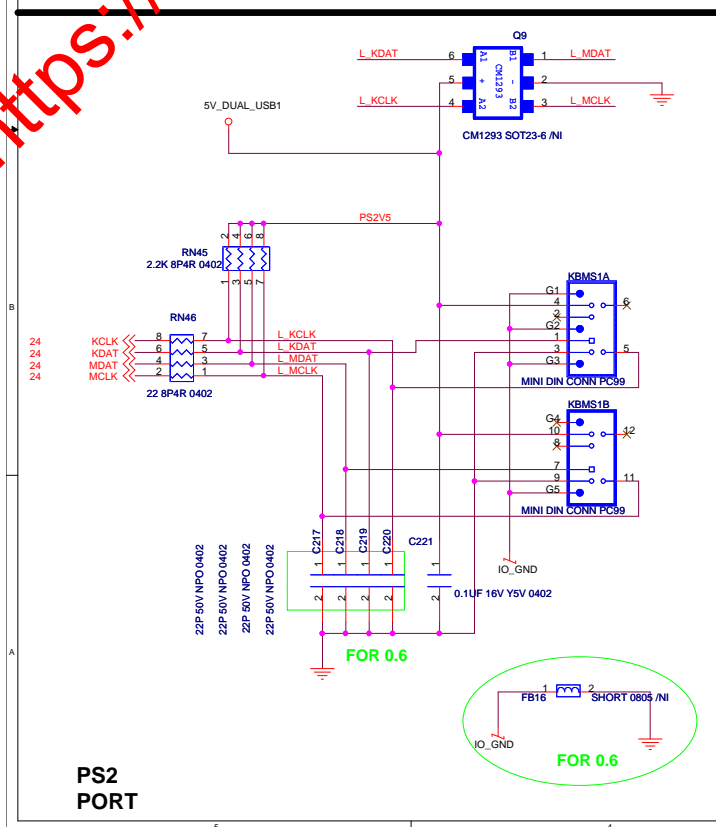 https:/
Q9
L_KDAT 6 A1 B1 1 L_MDAT
5 + CM1293 - 2
L_KCLK 4 A2 B2 3 L_MCLK
5V_DUAL_USB1
CM1293 SOT23-6 /NI
PS2V5
2 4 6 8
RN45
2.2K 8P4R 0402
1 3 5 7
KBMS1A
G1
4 6
2
G2
1
3 5
G3
MINI DIN CONN PC99
B
RN46
24 KCLK 8 7 L_KCLK
24 KDAT 6 5 L_KDAT
24 MDAT 4 3 L_MDAT
24 MCLK 2 1 L_MCLK
22 8P4R 0402
KBMS1B
G4
10 12
8
7
9 11
G5
MINI DIN CONN PC99
C217 C218 C219 C220 C221
1 1 1 1 1
2 2 2 2 2
22P 50V NPO 0402
22P 50V NPO 0402
22P 50V NPO 0402
22P 50V NPO 0402
0.1UF 16V Y5V 0402
IO_GND
A
FOR 0.6
1 2
FB16 SHORT 0805 /NI
IO_GND
FOR 0.6
PS2
PORT
5 4